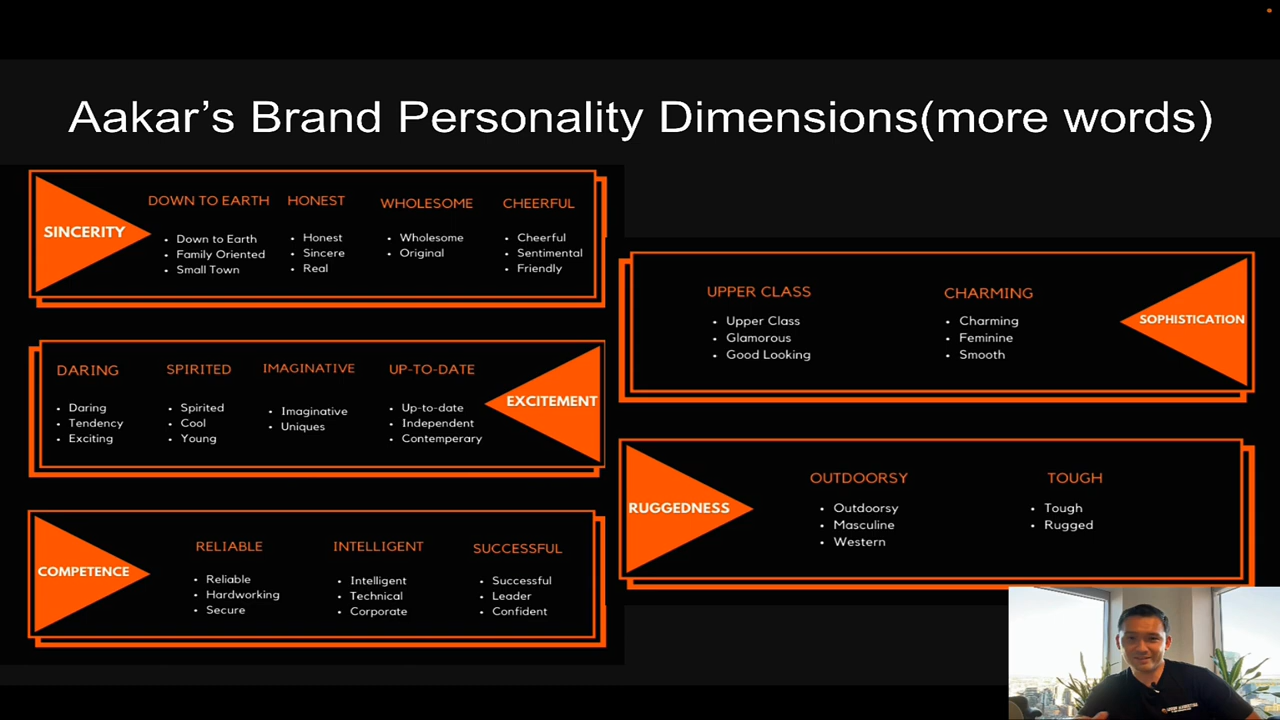 Aakar’s Brand Personality Dimensions(more words)
SINCERITY
DOWN TO EARTH
• Down to Earth
• Family Oriented
• Small Town
HONEST
• Honest
• Sincere
• Real
WHOLESOME
• Wholesome
• Original
CHEERFUL
• Cheerful
• Sentimental
• Friendly
DARING
• Daring
• Tendency
• Exciting
SPIRITED
• Spirited
• Cool
• Young
IMAGINATIVE
• Imaginative
• Uniques
UP-TO-DATE
• Up-to-date
• Independent
• Contemperary
EXCITEMENT
COMPETENCE
RELIABLE
• Reliable
• Hardworking
• Secure
INTELLIGENT
• Intelligent
• Technical
• Corporate
SUCCESSFUL
• Successful
• Leader
• Confident
UPPER CLASS
• Upper Class
• Glamorous
• Good Looking
CHARMING
• Charming
• Feminine
• Smooth
SOPHISTICATION
RUGGEDNESS
OUTDOORSY
• Outdoorsy
• Masculine
• Western
TOUGH
• Tough
• Rugged